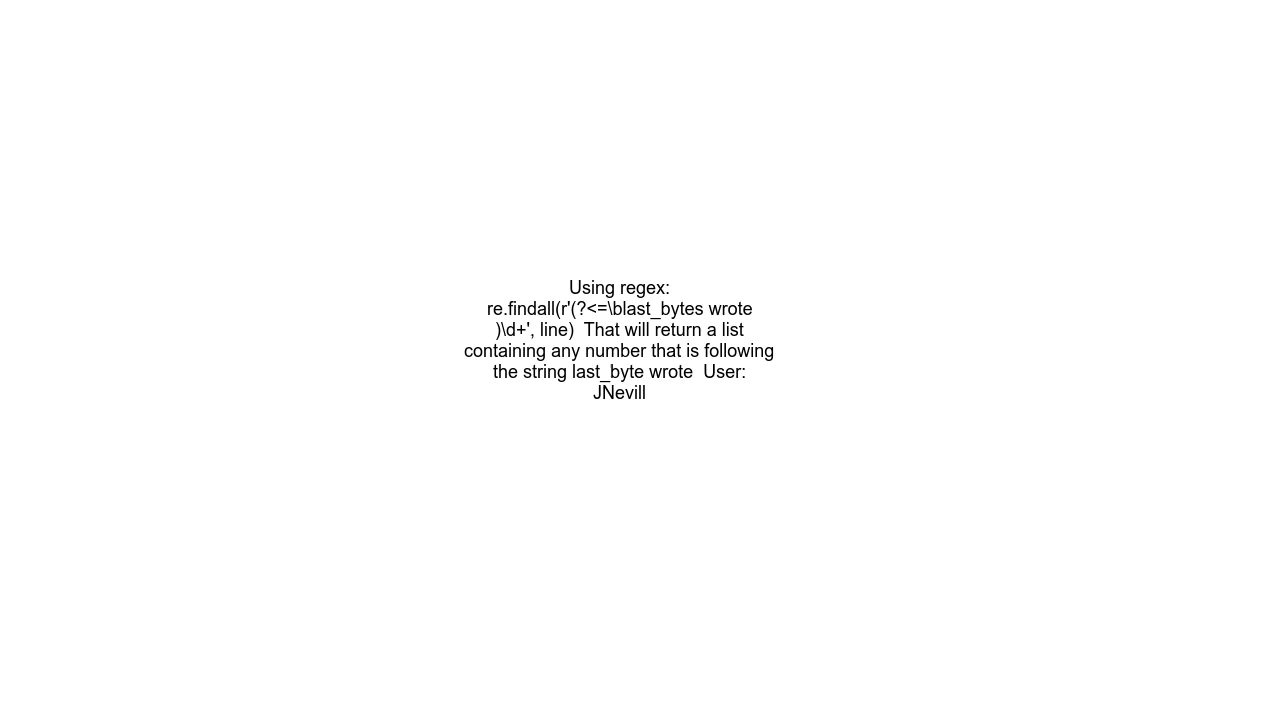 Using regex:
re.findall(r'(?<=\blast_bytes wrote
)\d+', line)  That will return a list
containing any number that is following
the string last_byte wrote  User:
JNevill